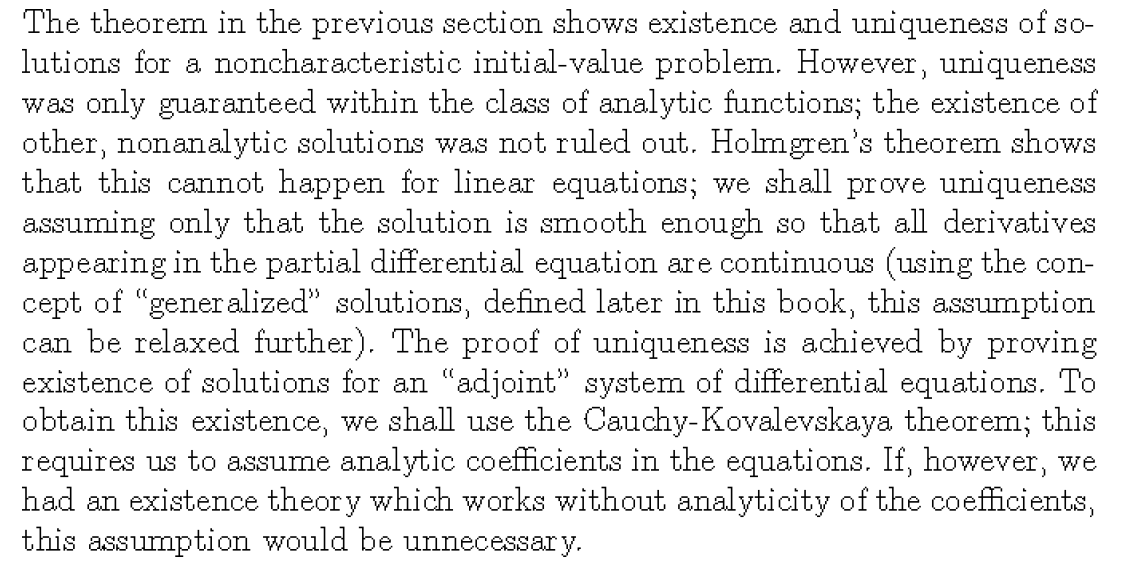 The theorem in the previous section shows existence and uniqueness of so-
lutions for a noncharacteristic initial-value problem. However, uniqueness
was only guaranteed within the class of analytic functions; the existence of
other, nonanalytic solutions was not ruled out. Holmgren's theorem shows
that this cannot happen for linear equations; we shall prove uniqueness
assuming only that the solution is smooth enough so that all derivatives
appearing in the partial differential equation are continuous (using the con-
cept of “generalized” solutions, defined later in this book, this assumption
can be relaxed further). The proof of uniqueness is achieved by proving
existence of solutions for an “adjoint” system of differential equations. To
obtain this existence, we shall use the Cauchy-Kovalevskaya theorem; this
requires us to assume analytic coefficients in the equations. If, however, we
had an existence theory which works without analyticity of the coefficients,
this assumption would be unnecessary.